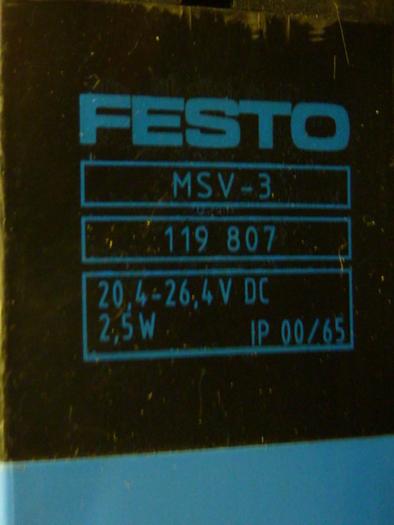 FESTO
MSV-3
119 807
20,4-26,4V DC
2,5W IP 00/65